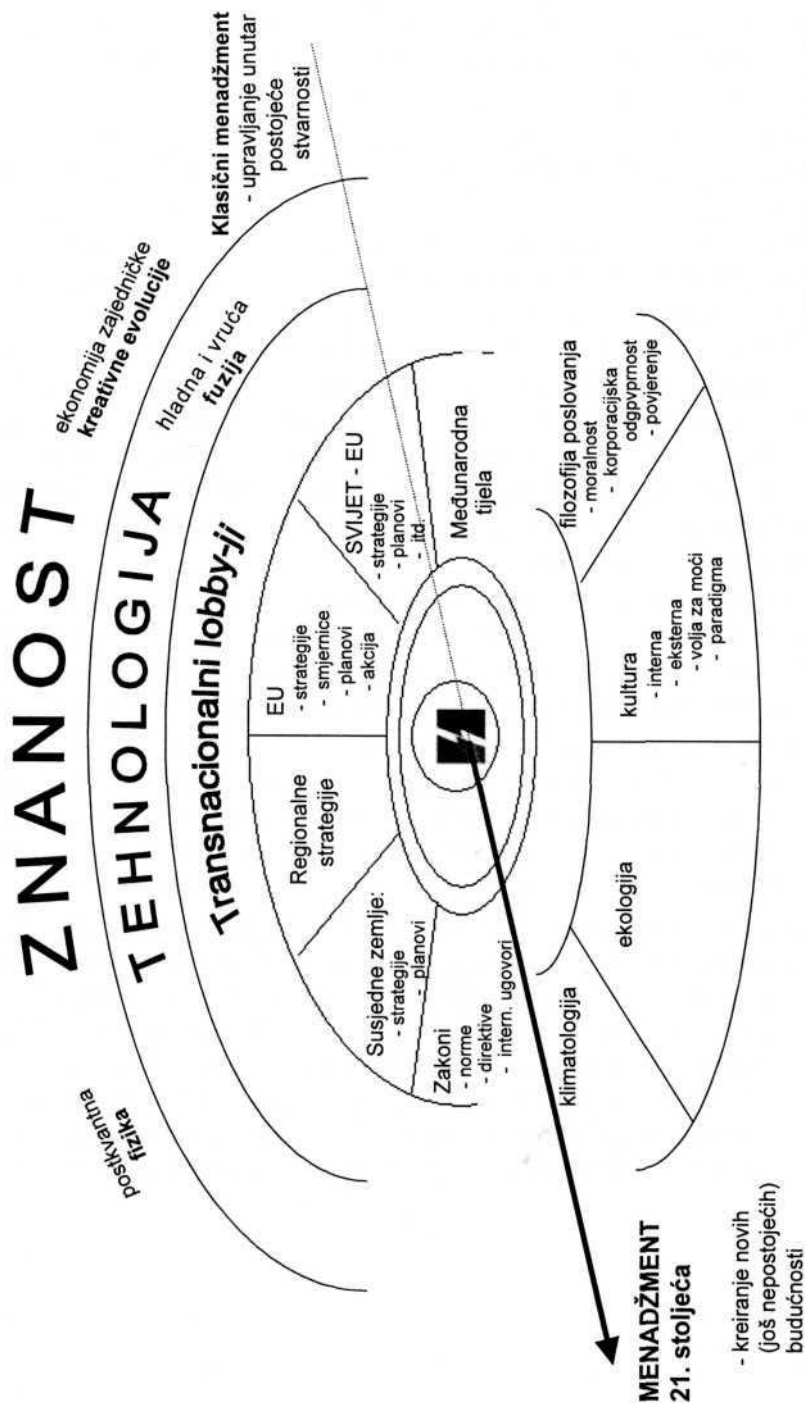 ZNANOST
TEHNOLOGIJA
Transnacionalni lobby-ji
postkvantna
fizika
ekonomija zajedničke
kreativne evolucije
hladna i vruća
fuzija
Klasični menadžment
- upravljanje unutar
postojeće
stvarnosti
Zakoni
- norme
- direktive
- intern. ugovori
Susjedne zemlje:
- strategije
- planovi
Regionalne
strategije
EU
- strategije
- smjernice
- planovi
- akcija
SVIJET - EU
- strategije
- planovi
- itd.
Međunarodna
tijela
klimatologija
ekologija
kultura
- interna
- eksterna
- volja za moći
- paradigma
filozofija poslovanja
- moralnost
- korporacijska
odgpvprnost
- povjerenje
MENADŽMENT
21. stoljeća
- kreiranje novih
(još nepostojećih)
budućnosti